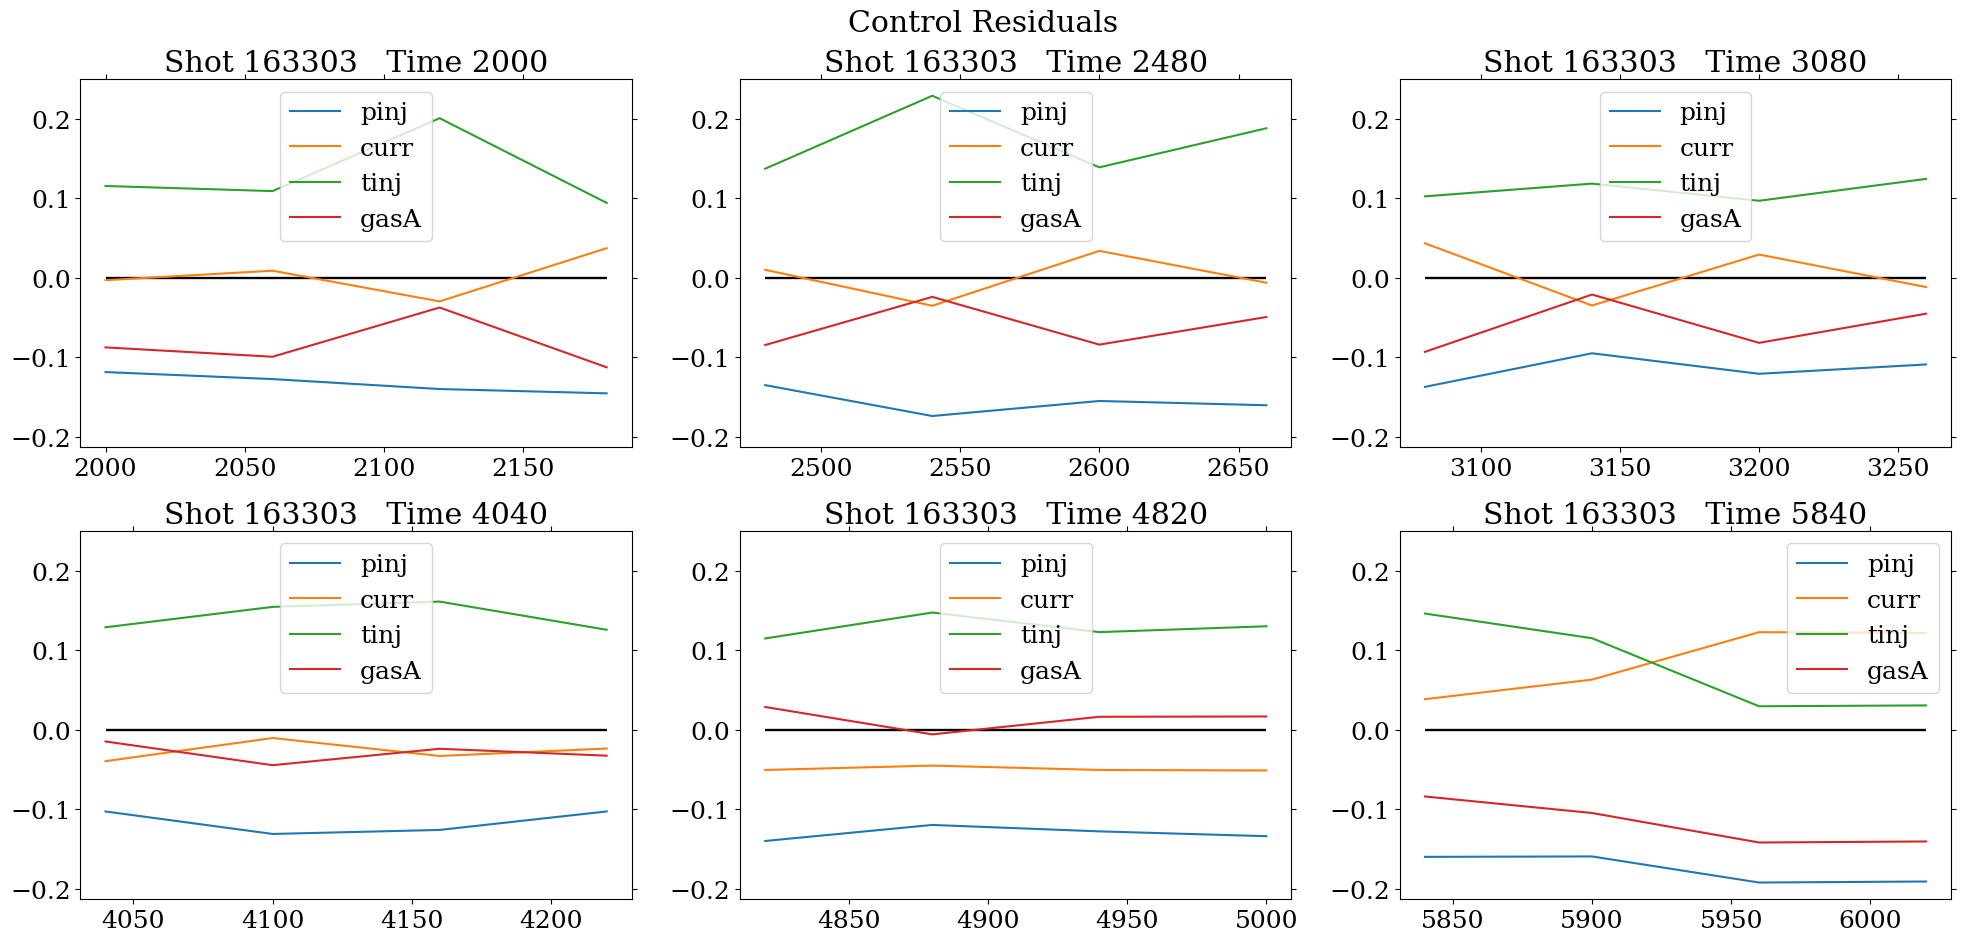 Control Residuals
Shot 163303   Time 2000
0.2
0.1
0.0
−0.1
−0.2
2000 2050 2100 2150
pinj
curr
tinj
gasA
Shot 163303   Time 2480
0.2
0.1
0.0
−0.1
−0.2
2500 2550 2600 2650
pinj
curr
tinj
gasA
Shot 163303   Time 3080
0.2
0.1
0.0
−0.1
−0.2
3100 3150 3200 3250
pinj
curr
tinj
gasA
Shot 163303   Time 4040
0.2
0.1
0.0
−0.1
−0.2
4050 4100 4150 4200
pinj
curr
tinj
gasA
Shot 163303   Time 4820
0.2
0.1
0.0
−0.1
−0.2
4850 4900 4950 5000
pinj
curr
tinj
gasA
Shot 163303   Time 5840
0.2
0.1
0.0
−0.1
−0.2
5850 5900 5950 6000
pinj
curr
tinj
gasA